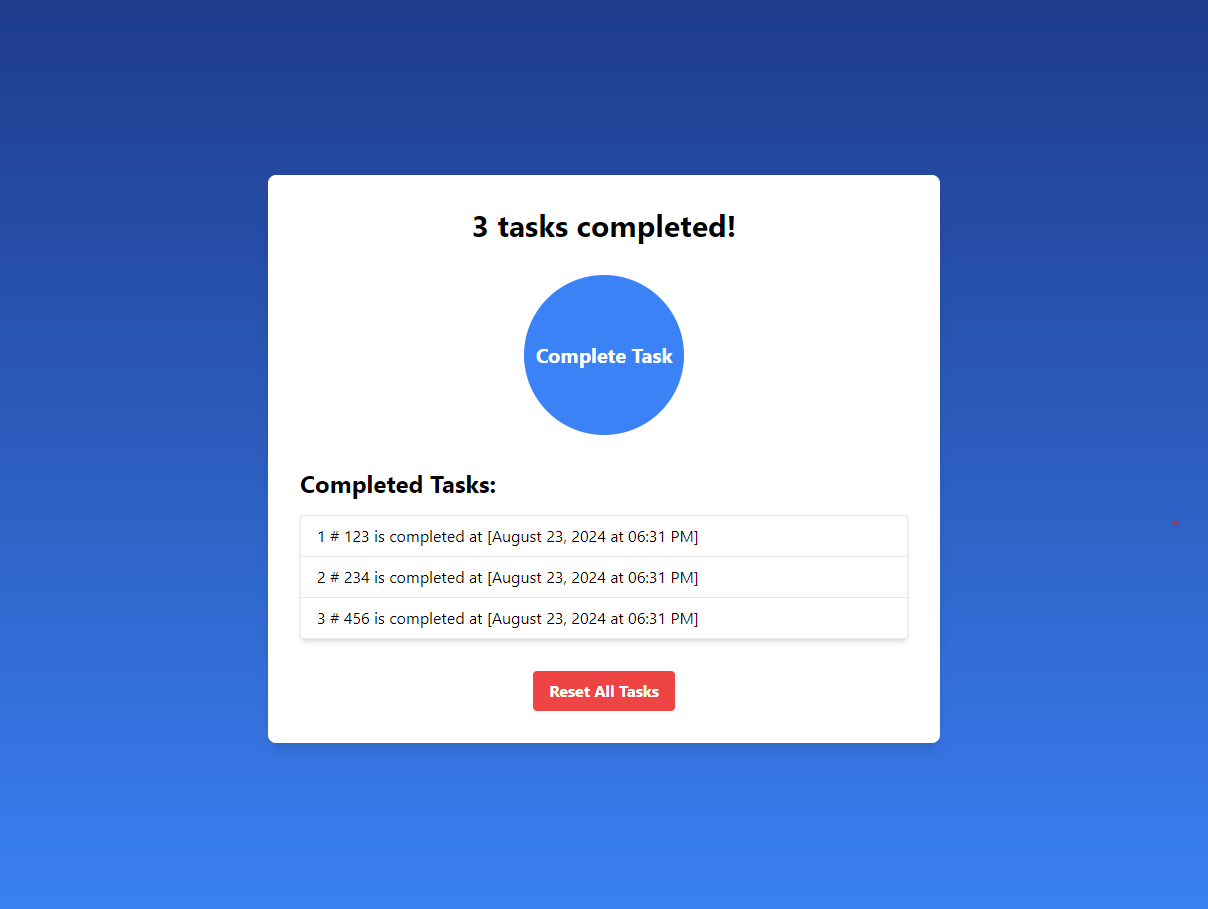 3 tasks completed!
Complete Task
Completed Tasks:
1 # 123 is completed at [August 23, 2024 at 06:31 PM]
2 # 234 is completed at [August 23, 2024 at 06:31 PM]
3 # 456 is completed at [August 23, 2024 at 06:31 PM]
Reset All Tasks